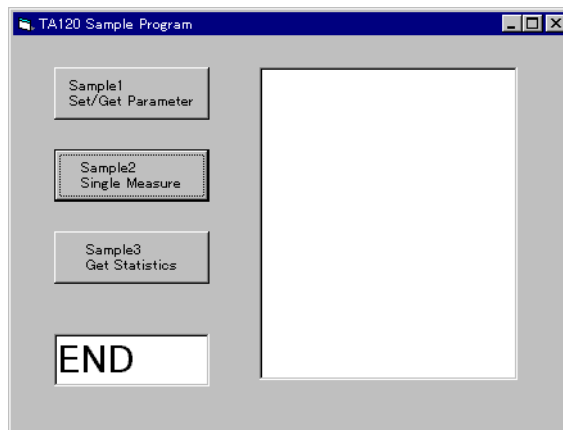 TA120 Sample Program
Sample1
Set/Get Parameter
Sample2
Single Measure
Sample3
Get Statistics
END